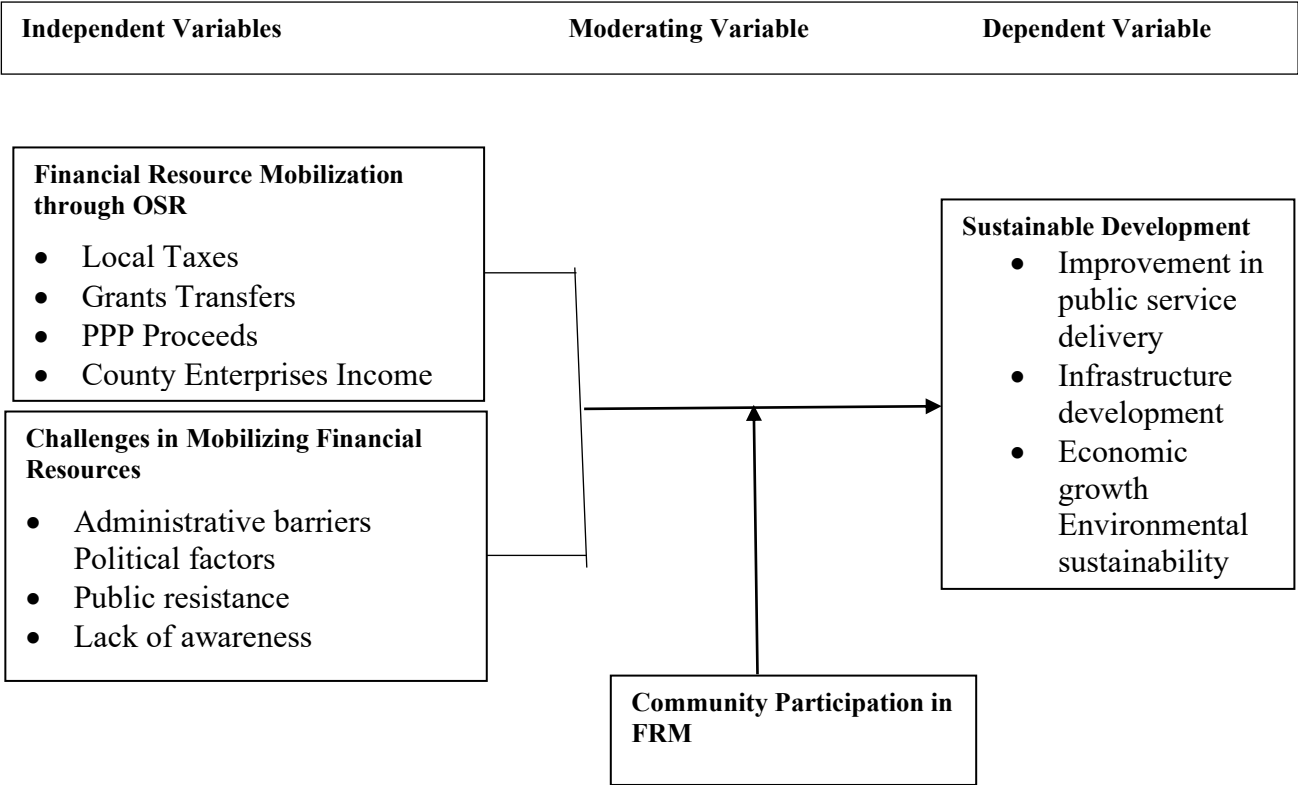 Independent Variables Moderating Variable Dependent Variable
Financial Resource Mobilization
through OSR
• Local Taxes
• Grants Transfers
• PPP Proceeds
• County Enterprises Income
Challenges in Mobilizing Financial
Resources
• Administrative barriers
Political factors
• Public resistance
• Lack of awareness
Community Participation in
FRM
Sustainable Development
• Improvement in
public service
delivery
• Infrastructure
development
• Economic
growth
Environmental
sustainability